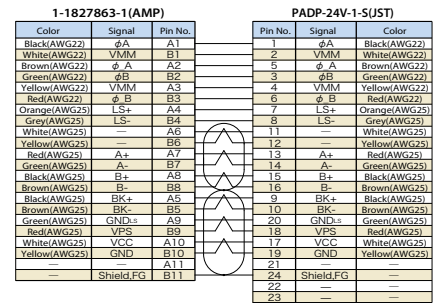 1-1827863-1(AMP) PADP-24V-1-S(JST)
Color Signal Pin No. Pin No. Signal Color
Black(AWG22) φA A1 1 φA Black(AWG22)
White(AWG22) VMM B1 2 VMM White(AWG22)
Brown(AWG22) φ_A A2 5 φ_A Brown(AWG22)
Green(AWG22) φB B2 3 φB Green(AWG22)
Yellow(AWG22) VMM A3 4 VMM Yellow(AWG22)
Red(AWG22) φ_B B3 6 φ_B Red(AWG22)
Orange(AWG25) LS+ A4 7 LS+ Orange(AWG25)
Grey(AWG25) LS- B4 8 LS- Grey(AWG25)
White(AWG25) — A6 11 — White(AWG25)
Yellow(AWG25) — B6 12 — Yellow(AWG25)
Red(AWG25) A+ A7 13 A+ Red(AWG25)
Green(AWG25) A- B7 14 A- Green(AWG25)
Black(AWG25) B+ A8 15 B+ Black(AWG25)
Brown(AWG25) B- B8 16 B- Brown(AWG25)
Black(AWG25) BK+ A5 9 BK+ Black(AWG25)
Brown(AWG25) BK- B5 10 BK- Brown(AWG25)
Green(AWG25) GNDLS A9 20 GNDLS Green(AWG25)
Red(AWG25) VPS B9 18 VPS Red(AWG25)
White(AWG25) VCC A10 17 VCC White(AWG25)
Yellow(AWG25) GND B10 19 GND Yellow(AWG25)
— — A11 21 — —
— Shield,FG B11 24 Shield,FG —
22 — —
23 — —